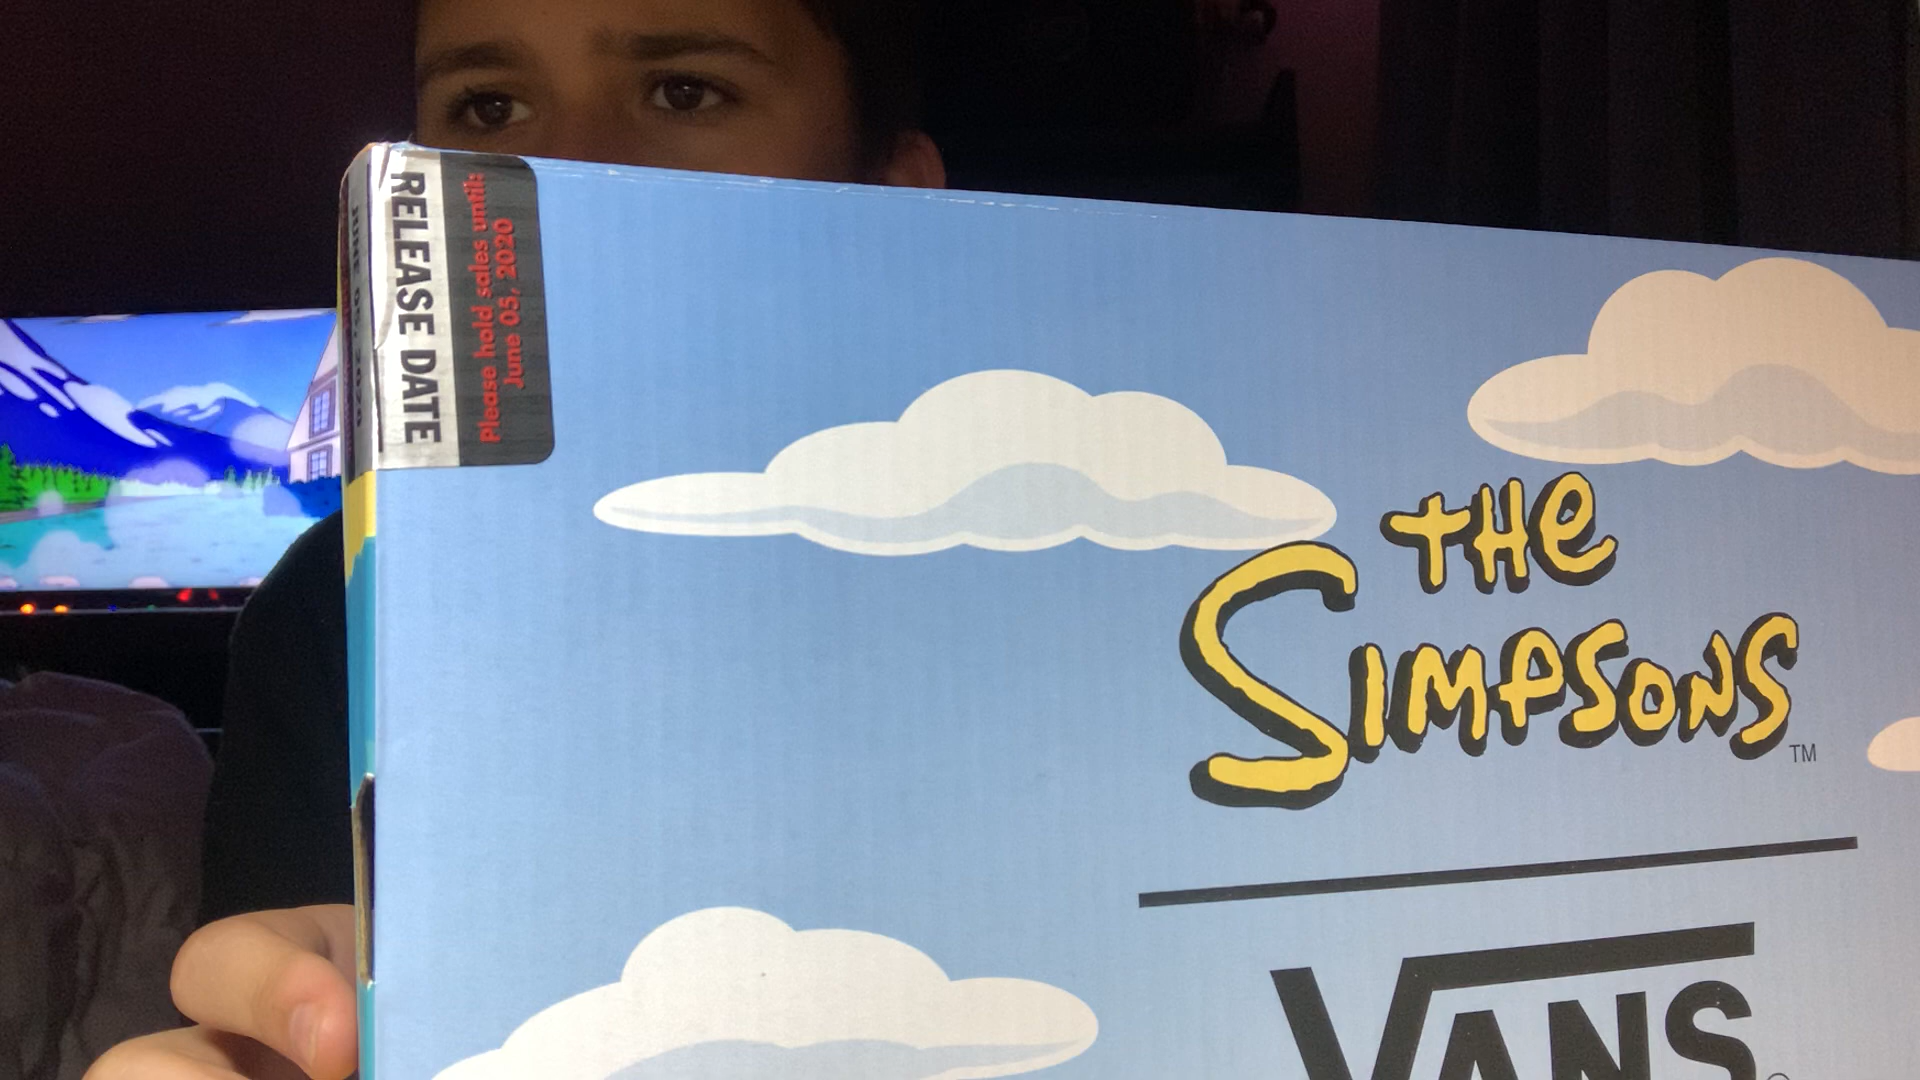 RELEASE DATE
Please hold sales until:
June 05, 2020
THE
SIMPSONS
TM
VANS